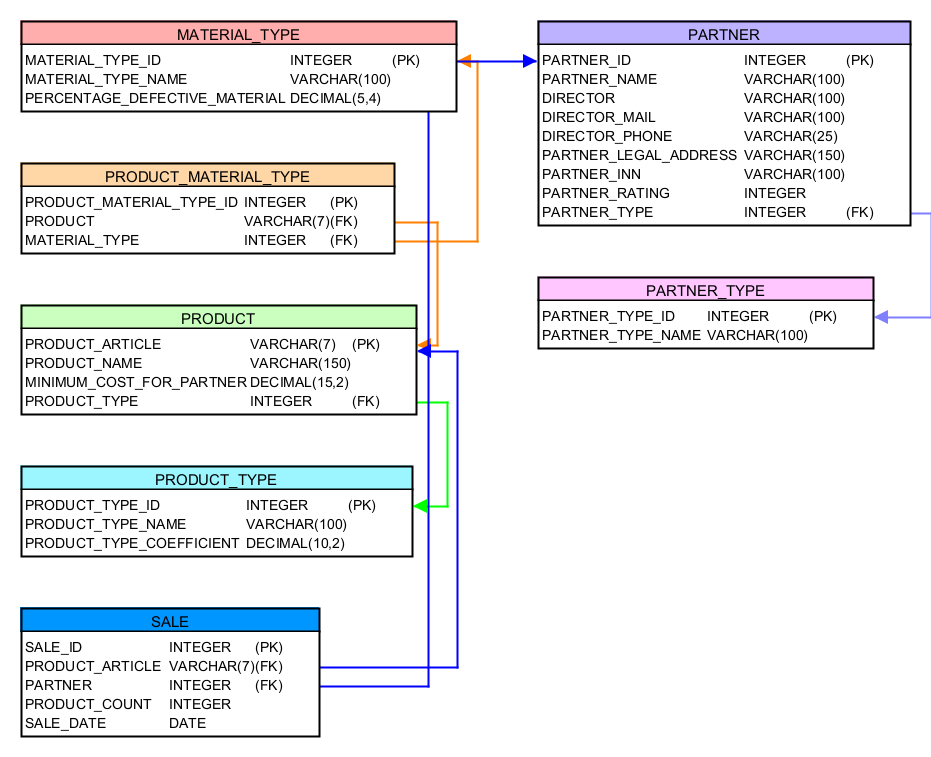 MATERIAL_TYPE
MATERIAL_TYPE_ID INTEGER (PK)
MATERIAL_TYPE_NAME VARCHAR(100)
PERCENTAGE_DEFECTIVE_MATERIAL DECIMAL(5,4)
PRODUCT_MATERIAL_TYPE
PRODUCT_MATERIAL_TYPE_ID INTEGER (PK)
PRODUCT VARCHAR(7)(FK)
MATERIAL_TYPE INTEGER (FK)
PRODUCT
PRODUCT_ARTICLE VARCHAR(7) (PK)
PRODUCT_NAME VARCHAR(150)
MINIMUM_COST_FOR_PARTNER DECIMAL(15,2)
PRODUCT_TYPE INTEGER (FK)
PRODUCT_TYPE
PRODUCT_TYPE_ID INTEGER (PK)
PRODUCT_TYPE_NAME VARCHAR(100)
PRODUCT_TYPE_COEFFICIENT DECIMAL(10,2)
SALE
SALE_ID INTEGER (PK)
PRODUCT_ARTICLE VARCHAR(7)(FK)
PARTNER INTEGER (FK)
PRODUCT_COUNT INTEGER
SALE_DATE DATE
PARTNER
PARTNER_ID INTEGER (PK)
PARTNER_NAME VARCHAR(100)
DIRECTOR VARCHAR(100)
DIRECTOR_MAIL VARCHAR(100)
DIRECTOR_PHONE VARCHAR(25)
PARTNER_LEGAL_ADDRESS VARCHAR(150)
PARTNER_INN VARCHAR(100)
PARTNER_RATING INTEGER
PARTNER_TYPE INTEGER (FK)
PARTNER_TYPE
PARTNER_TYPE_ID INTEGER (PK)
PARTNER_TYPE_NAME VARCHAR(100)